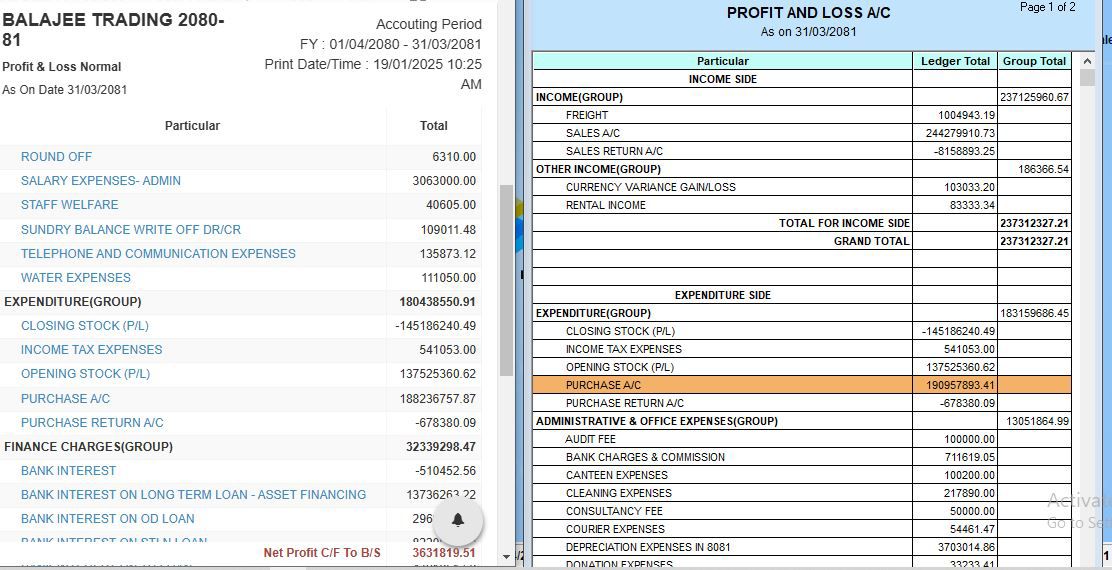 BALAJEE TRADING 2080-
81
Accouting Period
FY : 01/04/2080 - 31/03/2081
Profit & Loss Normal
Print Date/Time : 19/01/2025 10:25
AM
As On Date 31/03/2081
Particular Total
ROUND OFF 6310.00
SALARY EXPENSES- ADMIN 3063000.00
STAFF WELFARE 40605.00
SUNDRY BALANCE WRITE OFF DR/CR 109011.48
TELEPHONE AND COMMUNICATION EXPENSES 135873.12
WATER EXPENSES 111050.00
EXPENDITURE(GROUP) 180438550.91
CLOSING STOCK (P/L) -145186240.49
INCOME TAX EXPENSES 541053.00
OPENING STOCK (P/L) 137525360.62
PURCHASE A/C 188236757.87
PURCHASE RETURN A/C -678380.09
FINANCE CHARGES(GROUP) 32339298.47
BANK INTEREST -510452.56
BANK INTEREST ON LONG TERM LOAN - ASSET FINANCING 13736263.22
BANK INTEREST ON OD LOAN 296
Net Profit C/F To B/S 3631819.51
PROFIT AND LOSS A/C
Page 1 of 2
As on 31/03/2081
Particular Ledger Total Group Total
INCOME SIDE
INCOME(GROUP) 237125960.67
FREIGHT 1004943.19
SALES A/C 244279910.73
SALES RETURN A/C -8158893.25
OTHER INCOME(GROUP) 186366.54
CURRENCY VARIANCE GAIN/LOSS 103033.20
RENTAL INCOME 83333.34
TOTAL FOR INCOME SIDE 237312327.21
GRAND TOTAL 237312327.21
EXPENDITURE SIDE
EXPENDITURE(GROUP) 183159686.45
CLOSING STOCK (P/L) -145186240.49
INCOME TAX EXPENSES 541053.00
OPENING STOCK (P/L) 137525360.62
PURCHASE A/C 190957893.41
PURCHASE RETURN A/C -678380.09
ADMINISTRATIVE & OFFICE EXPENSES(GROUP) 13051864.99
AUDIT FEE 100000.00
BANK CHARGES & COMMISSION 711619.05
CANTEEN EXPENSES 100200.00
CLEANING EXPENSES 217890.00
CONSULTANCY FEE 50000.00
COURIER EXPENSES 54461.47
DEPRECIATION EXPENSES IN 8081 3703014.86
DONATION EXPENSES 33233.41
Activate
Go to Set